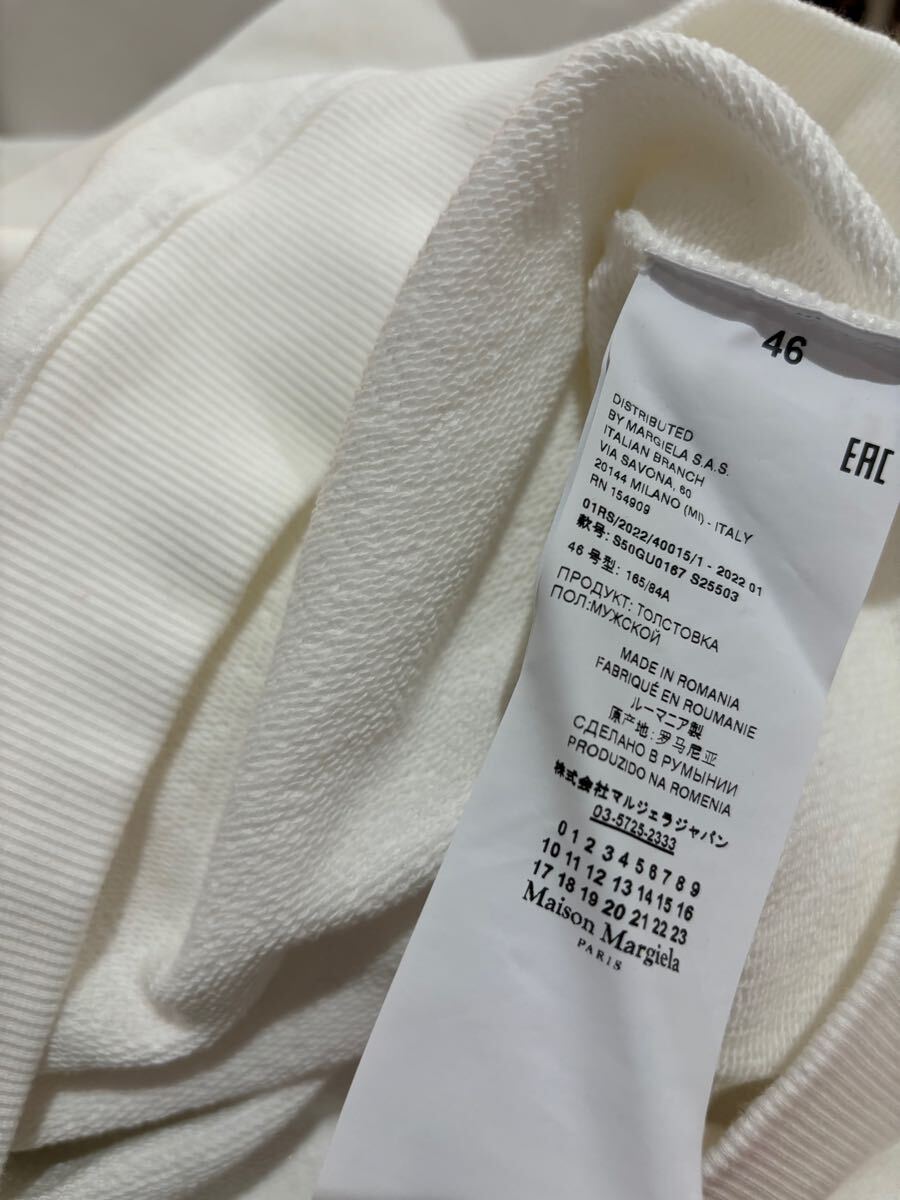 46
DISTRIBUTED
BY MARGIELA S.A.S.
ITALIAN BRANCH
VIA SAVONA, 60
20144 MILANO (MI) - ITALY
RN 154909
EAC
01RS/2022/40015/1 - 2022 01
款号: S50GU0167 S25503
46 号型: 165/84A
ПРОДУКТ: ТОЛСТОВКА
ПОЛ:МУЖСКОЙ
MADE IN ROMANIA
FABRIQUÉ EN ROUMANIE
ルーマニア製
原产地: 罗马尼亚
СДЕЛАНО В РУМЫНИИ
PRODUZIDO NA ROMENIA
株式会社マルジェラジャパン
03-5725-2333
0 1 2 3 4 5 6 7 8 9
10 11 12 13 14 15 16
17 18 19 20 21 22 23
Maison Margiela
PARIS